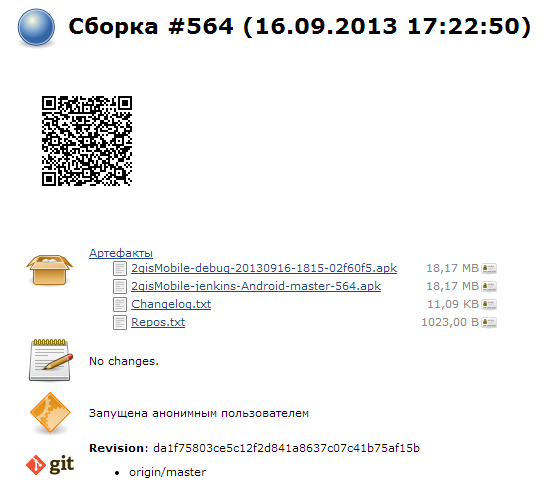 Сборка #564 (16.09.2013 17:22:50)
Артефакты
2gisMobile-debug-20130916-1815-02f60f5.apk 18,17 MB
2gisMobile-jenkins-Android-master-564.apk 18,17 MB
Changelog.txt 11,09 KB
Repos.txt 1023,00 B
No changes.
Запущена анонимным пользователем
Revision: da1f75803ce5c12f2d841a8637c07c41b75af15b
git
origin/master